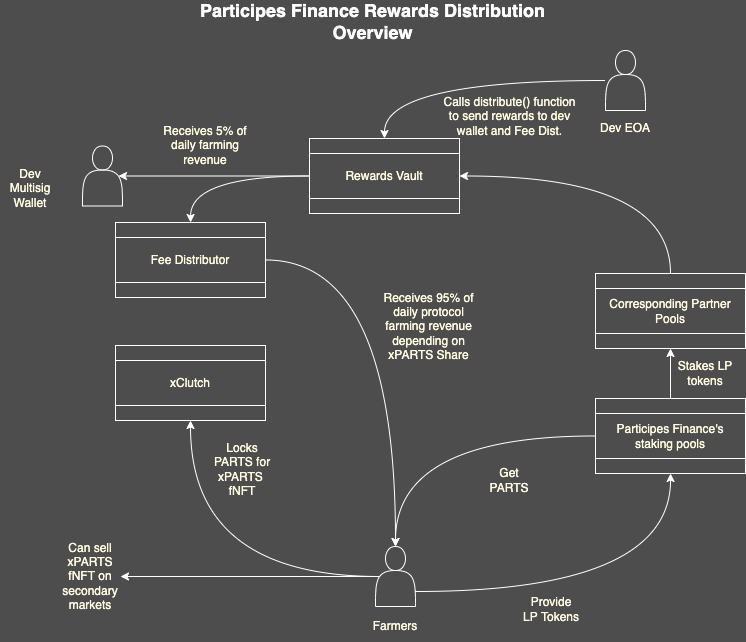 Participes Finance Rewards Distribution
Overview
Calls distribute() function
to send rewards to dev
wallet and Fee Dist.
Dev EOA
Receives 5% of
daily farming
revenue
Dev
Multisig
Wallet
Rewards Vault
Fee Distributor
Receives 95% of
daily protocol
farming revenue
depending on
xPARTS Share
Corresponding Partner
Pools
Stakes LP
tokens
xClutch
Participes Finance's
staking pools
Locks
PARTS for
xPARTS
fNFT
Get
PARTS
Can sell
xPARTS
fNFT on
secondary
markets
Provide
LP Tokens
Farmers